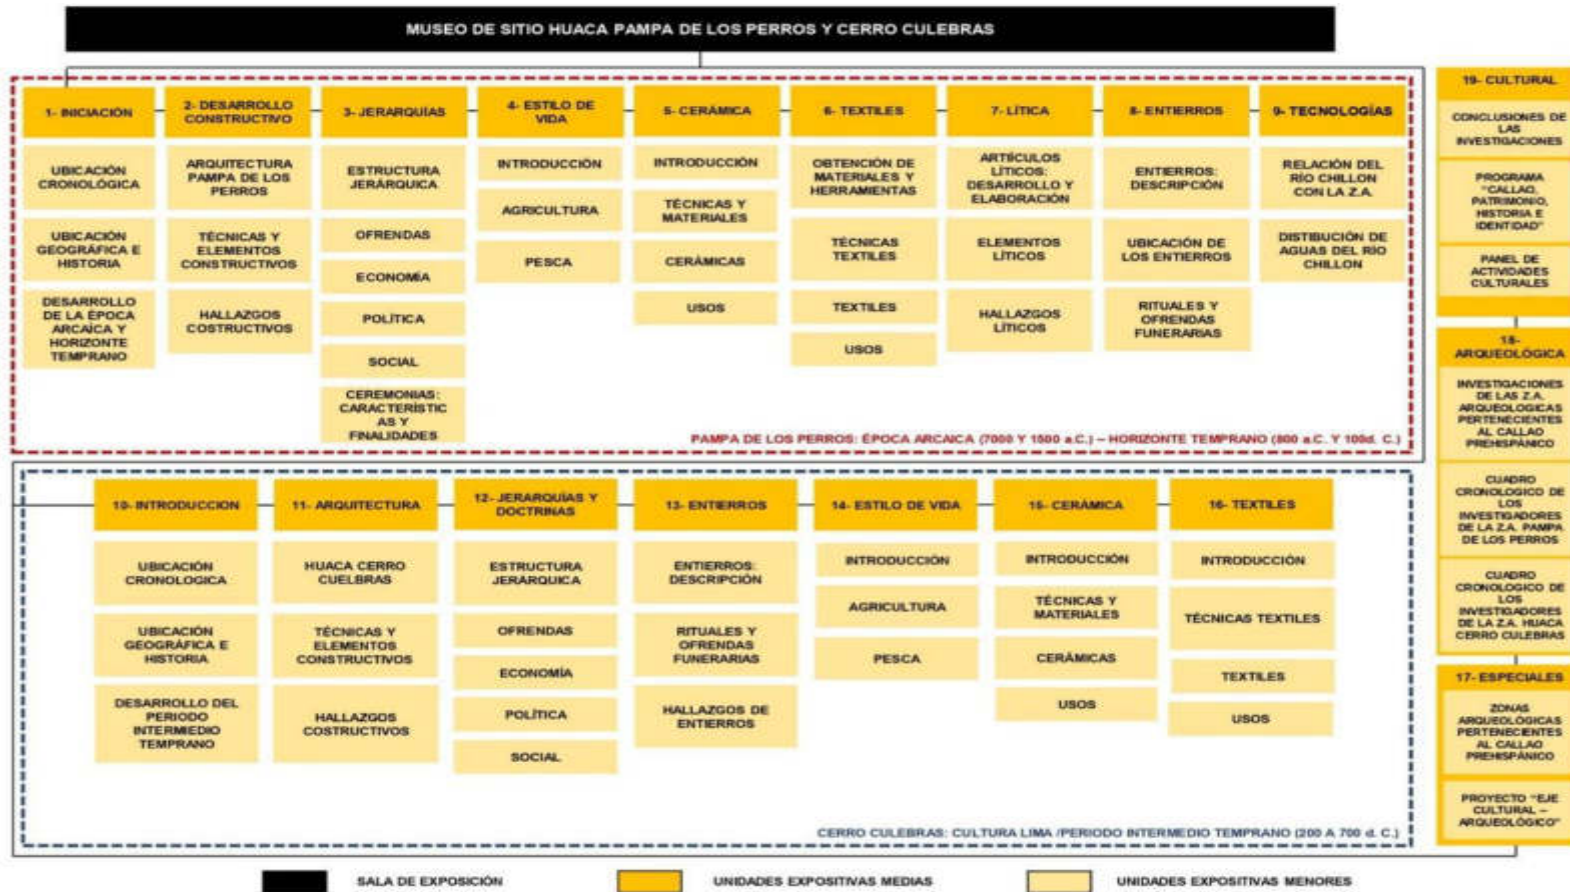 MUSEO DE SITIO HUACA PAMPA DE LOS PERROS Y CERRO CULEBRAS
1- INICIACIÓN
UBICACIÓN
CRONOLÓGICA
UBICACIÓN
GEOGRÁFICA E
HISTORIA
DESARROLLO
DE LA ÉPOCA
ARCAÍCA Y
HORIZONTE
TEMPRANO
2- DESARROLLO
CONSTRUCTIVO
ARQUITECTURA
PAMPA DE LOS
PERROS
TÉCNICAS Y
ELEMENTOS
CONSTRUCTIVOS
HALLAZGOS
COSTRUCTIVOS
3- JERARQUÍAS
ESTRUCTURA
JERÁRQUICA
OFRENDAS
ECONOMÍA
POLÍTICA
SOCIAL
CEREMONIAS:
CARACTERÍSTIC
AS Y
FINALIDADES
4- ESTILO DE
VIDA
INTRODUCCIÓN
AGRICULTURA
PESCA
5- CERÁMICA
INTRODUCCIÓN
TÉCNICAS Y
MATERIALES
CERÁMICAS
USOS
6- TEXTILES
OBTENCIÓN DE
MATERIALES Y
HERRAMIENTAS
TÉCNICAS
TEXTILES
TEXTILES
USOS
7- LÍTICA
ARTÍCULOS
LÍTICOS:
DESARROLLO Y
ELABORACIÓN
ELEMENTOS
LÍTICOS
HALLAZGOS
LÍTICOS
8- ENTIERROS
ENTIERROS:
DESCRIPCIÓN
UBICACIÓN DE
LOS ENTIERROS
RITUALES Y
OFRENDAS
FUNERARIAS
9- TECNOLOGÍAS
RELACIÓN DEL
RÍO CHILLON
CON LA Z.A.
DISTIBUCIÓN DE
AGUAS DEL RÍO
CHILLON
PAMPA DE LOS PERROS: ÉPOCA ARCAICA (7000 Y 1500 a.C.) – HORIZONTE TEMPRANO (800 a.C. Y 100d. C.)
10- INTRODUCCION
UBICACIÓN
CRONOLOGICA
UBICACIÓN
GEOGRÁFICA E
HISTORIA
DESARROLLO DEL
PERIODO
INTERMIEDIO
TEMPRANO
11- ARQUITECTURA
HUACA CERRO
CUELBRAS
TÉCNICAS Y
ELEMENTOS
CONSTRUCTIVOS
HALLAZGOS
COSTRUCTIVOS
12- JERARQUÍAS Y
DOCTRINAS
ESTRUCTURA
JERÁRQUICA
OFRENDAS
ECONOMÍA
POLÍTICA
SOCIAL
13- ENTIERROS
ENTIERROS:
DESCRIPCIÓN
RITUALES Y
OFRENDAS
FUNERARIAS
HALLAZGOS DE
ENTIERROS
14- ESTILO DE VIDA
INTRODUCCIÓN
AGRICULTURA
PESCA
15- CERÁMICA
INTRODUCCIÓN
TÉCNICAS Y
MATERIALES
CERÁMICAS
USOS
16- TEXTILES
INTRODUCCIÓN
TÉCNICAS TEXTILES
TEXTILES
USOS
CERRO CULEBRAS: CULTURA LIMA /PERIODO INTERMEDIO TEMPRANO (200 A 700 d. C.)
19- CULTURAL
CONCLUSIONES DE
LAS
INVESTIGACIONES
PROGRAMA
"CALLAO,
PATRIMONIO,
HISTORIA E
IDENTIDAD"
PANEL DE
ACTIVIDADES
CULTURALES
18-
ARQUEOLÓGICA
INVESTIGACIONES
DE LAS Z.A.
ARQUEOLOGICAS
PERTENECIENTES
AL CALLAO
PREHISPÁNICO
CUADRO
CRONOLOGICO DE
LOS
INVESTIGADORES
DE LA Z.A. PAMPA
DE LOS PERROS
CUADRO
CRONOLOGICO DE
LOS
INVESTIGADORES
DE LA Z.A. HUACA
CERRO CULEBRAS
17- ESPECIALES
ZONAS
ARQUEOLÓGICAS
PERTENECIENTES
AL CALLAO
PREHISPÁNICO
PROYECTO "EJE
CULTURAL –
ARQUEOLÓGICO"
SALA DE EXPOSICIÓN
UNIDADES EXPOSITIVAS MEDIAS
UNIDADES EXPOSITIVAS MENORES